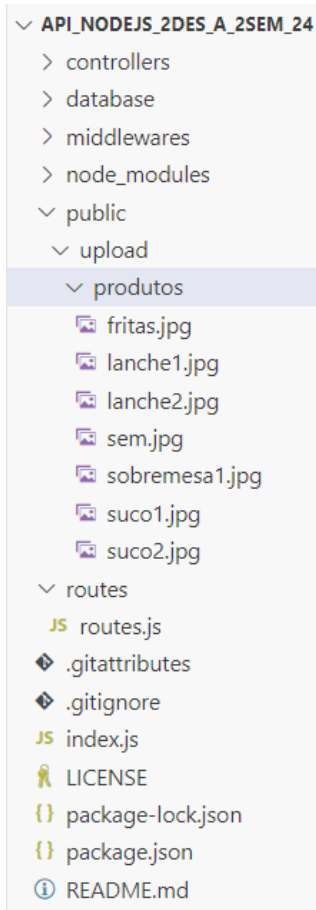 API_NODEJS_2DES_A_2SEM_24
controllers
database
middlewares
node_modules
public
upload
produtos
fritas.jpg
lanche1.jpg
lanche2.jpg
sem.jpg
sobremesa1.jpg
suco1.jpg
suco2.jpg
routes
JS routes.js
.gitattributes
.gitignore
JS index.js
LICENSE
{} package-lock.json
{} package.json
README.md